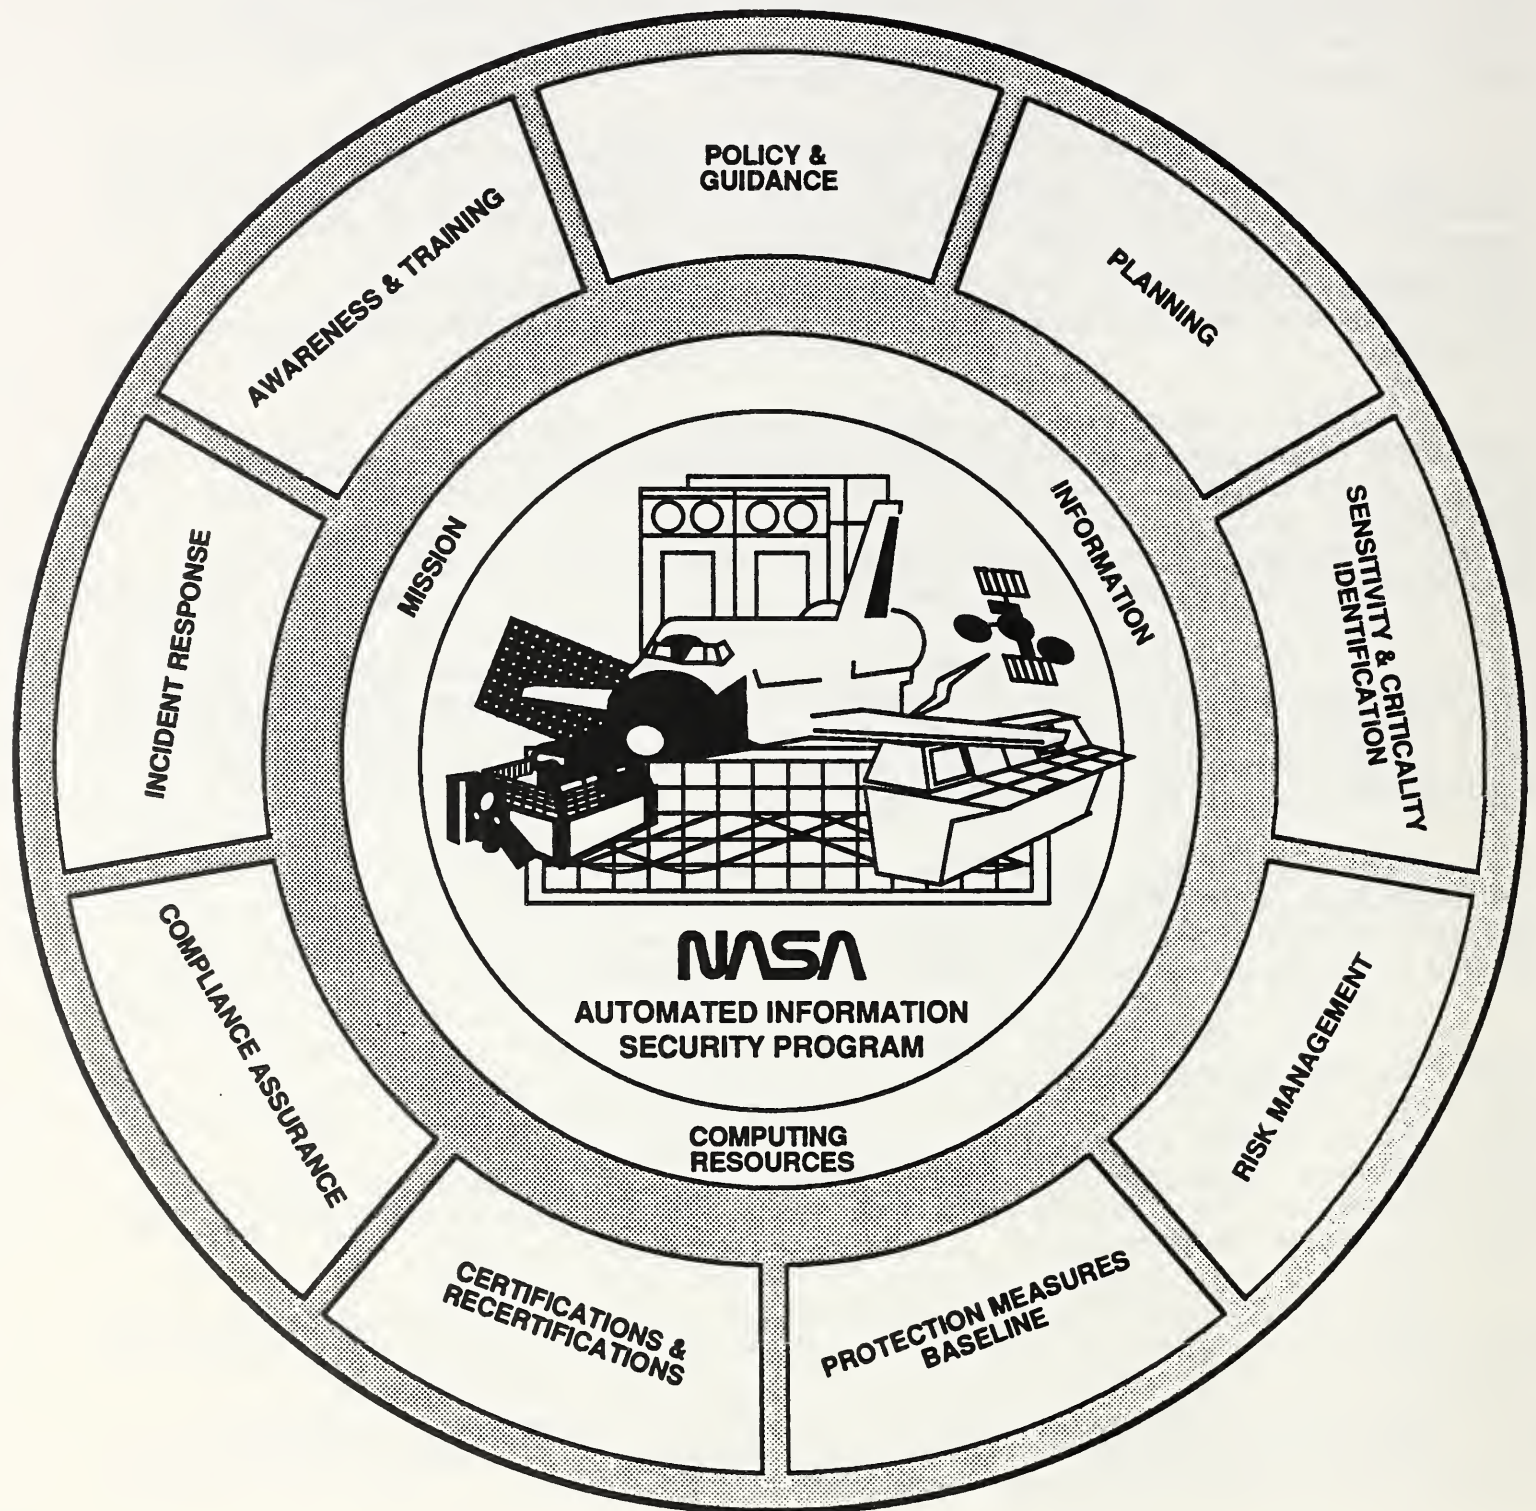 POLICY &
GUIDANCE
PLANNING
SENSITIVITY & CRITICALITY
IDENTIFICATION
RISK MANAGEMENT
PROTECTION MEASURES
BASELINE
CERTIFICATIONS &
RECERTIFICATIONS
COMPLIANCE ASSURANCE
INCIDENT RESPONSE
AWARENESS & TRAINING
MISSION
INFORMATION
COMPUTING
RESOURCES
NASA
AUTOMATED INFORMATION
SECURITY PROGRAM